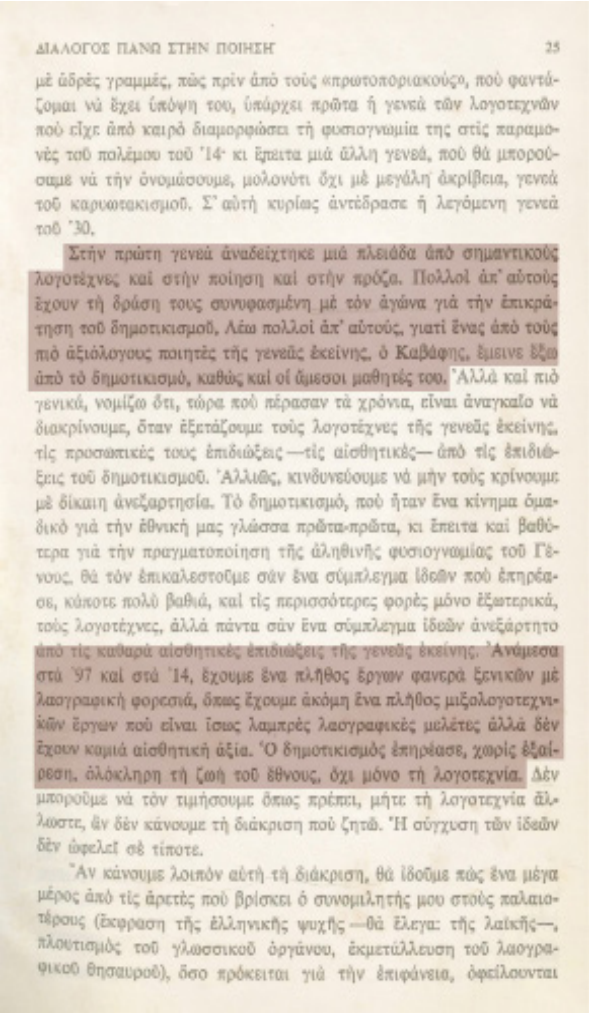 ΔΙΑΛΟΓΟΣ ΠΑΝΩ ΣΤΗΝ ΠΟΙΗΣΗ 25
μὲ ἁδρὲς γραμμές, πὼς πρὶν ἀπὸ τοὺς «πρωτοποριακούς», ποὺ φαντά-
ζομαι νὰ ἔχει ὑπόψη του, ὑπάρχει πρῶτα ἡ γενεὰ τῶν λογοτεχνῶν
ποὺ εἶχε ἀπὸ καιρὸ διαμορφώσει τὴ φυσιογνωμία της στὶς παραμο-
νὲς τοῦ πολέμου τοῦ '14· κι ἔπειτα μιὰ ἄλλη γενεά, ποὺ θὰ μπορού-
σαμε νὰ τὴν ὀνομάσουμε, μολονότι ὄχι μὲ μεγάλη ἀκρίβεια, γενεὰ
τοῦ καρυωτακισμοῦ. Σ' αὐτὴ κυρίως ἀντέδρασε ἡ λεγόμενη γενεὰ
τοῦ '30.
Στὴν πρώτη γενεὰ ἀναδείχτηκε μιὰ πλειάδα ἀπὸ σημαντικοὺς
λογοτέχνες καὶ στὴν ποίηση καὶ στὴν πρόζα. Πολλοὶ ἀπ' αὐτοὺς
ἔχουν τὴ δράση τους συνυφασμένη μὲ τὸν ἀγώνα γιὰ τὴν ἐπικρά-
τηση τοῦ δημοτικισμοῦ. Λέω πολλοὶ ἀπ' αὐτούς, γιατὶ ἕνας ἀπὸ τοὺς
πιὸ ἀξιόλογους ποιητὲς τῆς γενεᾶς ἐκείνης, ὁ Καβάφης, ἔμεινε ἔξω
ἀπὸ τὸ δημοτικισμό, καθὼς καὶ οἱ ἄμεσοι μαθητές του. Ἀλλὰ καὶ πιὸ
γενικά, νομίζω ὅτι, τώρα ποὺ πέρασαν τὰ χρόνια, εἶναι ἀναγκαῖο νὰ
διακρίνουμε, ὅταν ἐξετάζουμε τοὺς λογοτέχνες τῆς γενεᾶς ἐκείνης,
τὶς προσωπικές τους ἐπιδιώξεις —τὶς αἰσθητικές— ἀπὸ τὶς ἐπιδιώ-
ξεις τοῦ δημοτικισμοῦ. Ἀλλιῶς, κινδυνεύουμε νὰ μὴν τοὺς κρίνουμε
μὲ δίκαιη ἀνεξαρτησία. Τὸ δημοτικισμό, ποὺ ἦταν ἕνα κίνημα ὁμα-
δικὸ γιὰ τὴν ἐθνική μας γλώσσα πρῶτα-πρῶτα, κι ἔπειτα καὶ βαθύ-
τερα γιὰ τὴν πραγματοποίηση τῆς ἀληθινῆς φυσιογνωμίας τοῦ Γέ-
νους, θὰ τὸν ἐπικαλεστοῦμε σὰν ἕνα σύμπλεγμα ἰδεῶν ποὺ ἐπηρέα-
σε, κάποτε πολὺ βαθιά, καὶ τὶς περισσότερες φορὲς μόνο ἐξωτερικά,
τοὺς λογοτέχνες, ἀλλὰ πάντα σὰν ἕνα σύμπλεγμα ἰδεῶν ἀνεξάρτητο
ἀπὸ τὶς καθαρὰ αἰσθητικὲς ἐπιδιώξεις τῆς γενεᾶς ἐκείνης. Ἀνάμεσα
στὰ '97 καὶ στὰ '14, ἔχουμε ἕνα πλῆθος ἔργων φανερὰ ξενικῶν μὲ
λαογραφικὴ φορεσιά, ὅπως ἔχουμε ἀκόμη ἕνα πλῆθος μιξολογοτεχνι-
κῶν ἔργων ποὺ εἶναι ἴσως λαμπρὲς λαογραφικὲς μελέτες ἀλλὰ δὲν
ἔχουν καμιὰ αἰσθητικὴ ἀξία. Ὁ δημοτικισμὸς ἐπηρέασε, χωρὶς ἐξαί-
ρεση, ὁλόκληρη τὴ ζωὴ τοῦ ἔθνους, ὄχι μόνο τὴ λογοτεχνία. Δὲν
μποροῦμε νὰ τὸν τιμήσουμε ὅπως πρέπει, μήτε τὴ λογοτεχνία ἄλ-
λωστε, ἂν δὲν κάνουμε τὴ διάκριση ποὺ ζητῶ. Ἡ σύγχυση τῶν ἰδεῶν
δὲν ὠφελεῖ σὲ τίποτε.
Ἂν κάνουμε λοιπὸν αὐτὴ τὴ διάκριση, θὰ ἰδοῦμε πὼς ἕνα μέγα
μέρος ἀπὸ τὶς ἀρετὲς ποὺ βρίσκει ὁ συνομιλητής μου στοὺς παλαιο-
τέρους (ἔκφραση τῆς ἑλληνικῆς ψυχῆς —θὰ ἔλεγα: τῆς λαϊκῆς—,
πλουτισμὸς τοῦ γλωσσικοῦ ὀργάνου, ἐκμετάλλευση τοῦ λαογρα-
φικοῦ θησαυροῦ), ὅσο πρόκειται γιὰ τὴν ἐπιφάνεια, ὀφείλουνται